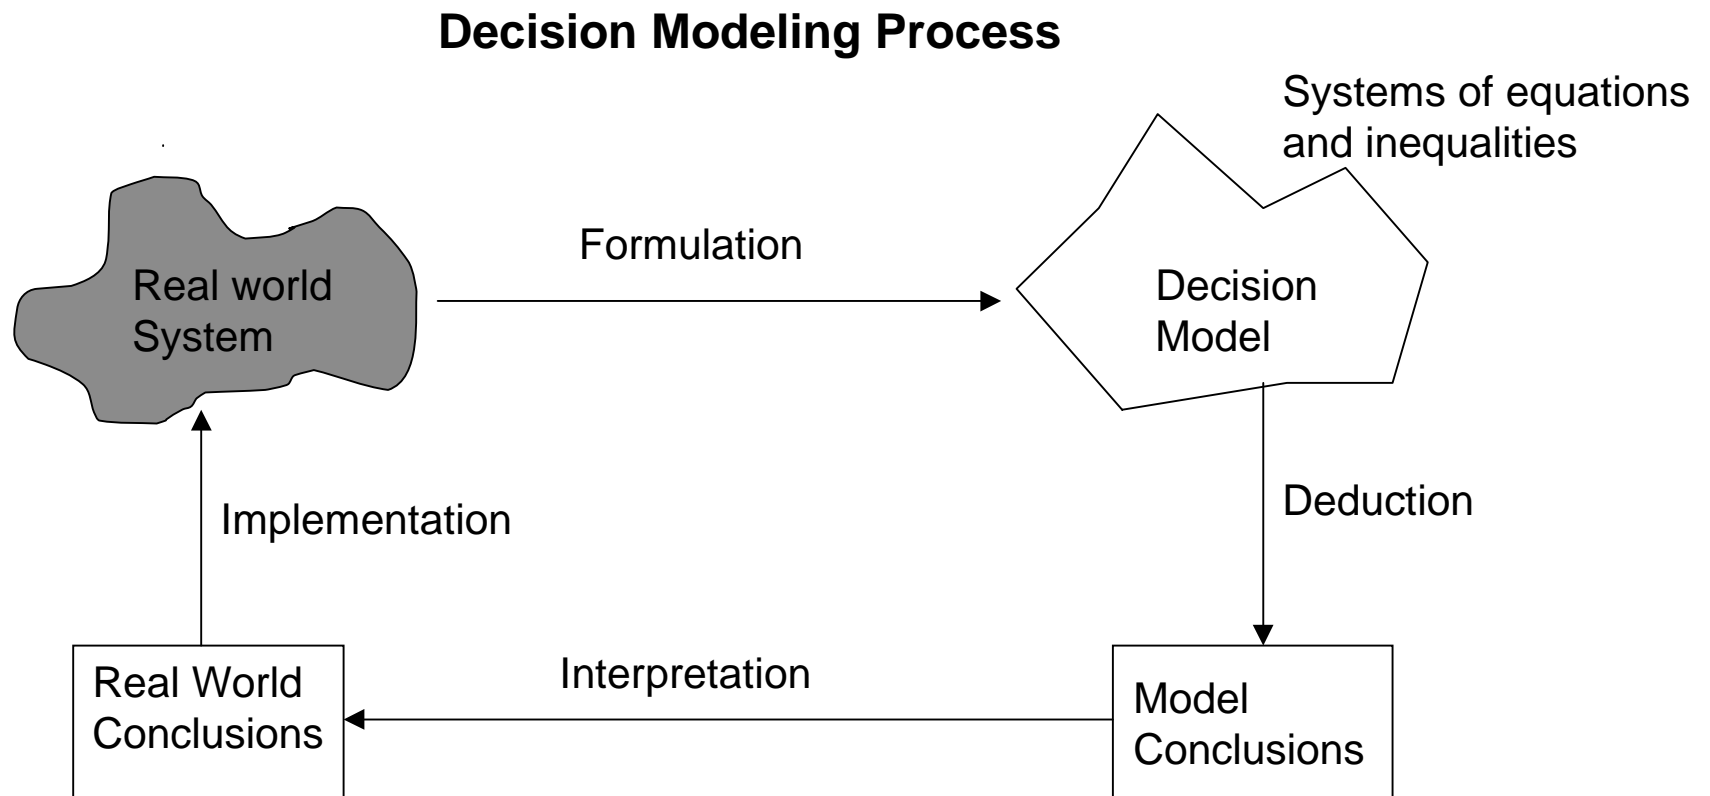 Decision Modeling Process
Systems of equations
and inequalities
Real world
System
Formulation
Decision
Model
Implementation
Deduction
Real World
Conclusions
Interpretation
Model
Conclusions